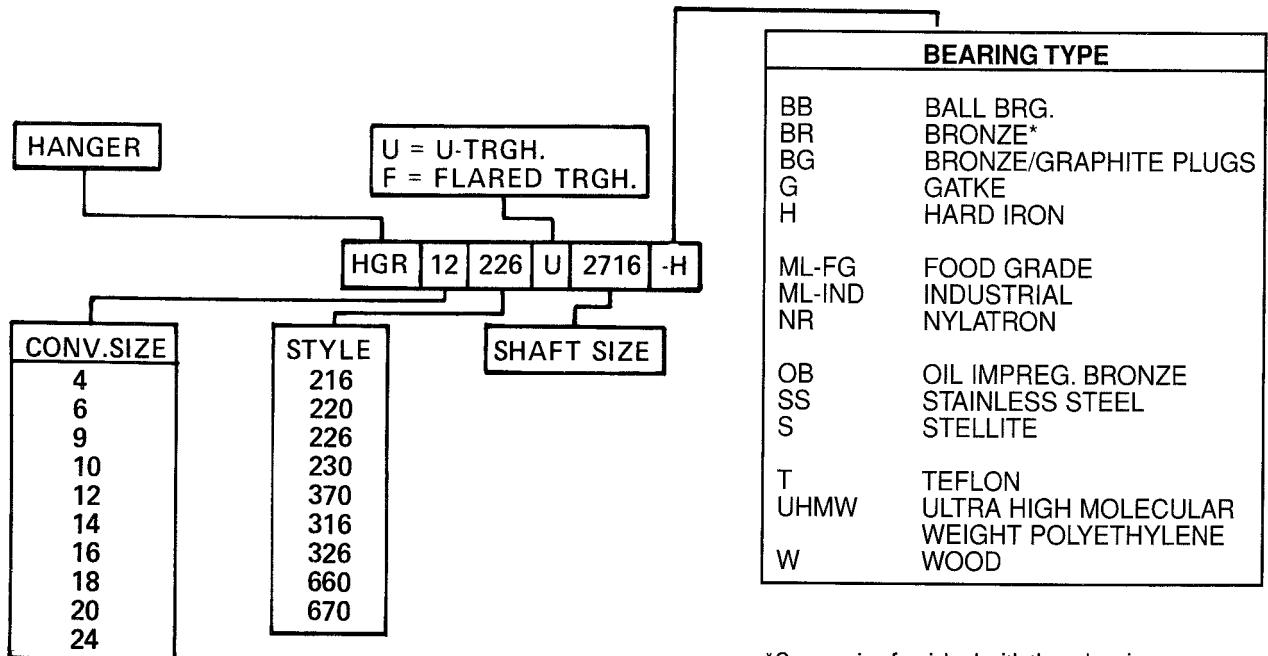 HANGER
U = U-TRGH.
F = FLARED TRGH.
HGR 12 226 U 2716 -H
CONV.SIZE
4
6
9
10
12
14
16
18
20
24
STYLE
216
220
226
230
370
316
326
660
670
SHAFT SIZE
BEARING TYPE
BB BALL BRG.
BR BRONZE*
BG BRONZE/GRAPHITE PLUGS
G GATKE
H HARD IRON
ML-FG FOOD GRADE
ML-IND INDUSTRIAL
NR NYLATRON
OB OIL IMPREG. BRONZE
SS STAINLESS STEEL
S STELLITE
T TEFLON
UHMW ULTRA HIGH MOLECULAR
WEIGHT POLYETHYLENE
W WOOD